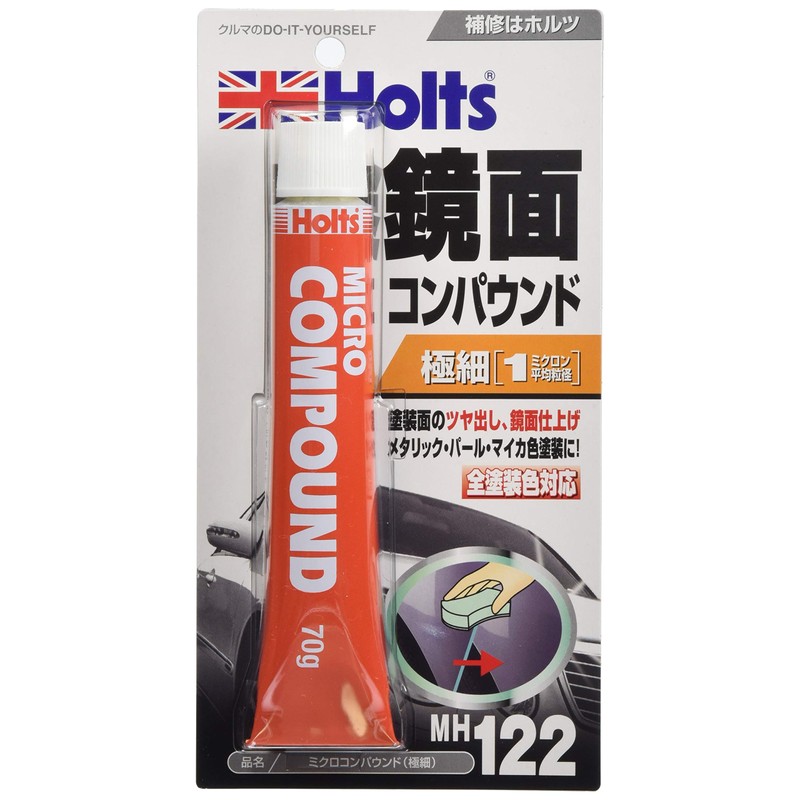 クルマのDO-IT-YOURSELF
補修はホルツ
Holts®
鏡面
コンパウンド
極細[1ミクロン平均粒径]
塗装面のツヤ出し、鏡面仕上げ
メタリック・パール・マイカ色塗装に!
全塗装色対応
Holts
MICRO
COMPOUND
70g
MH122
品名/ミクロコンパウンド(極細)